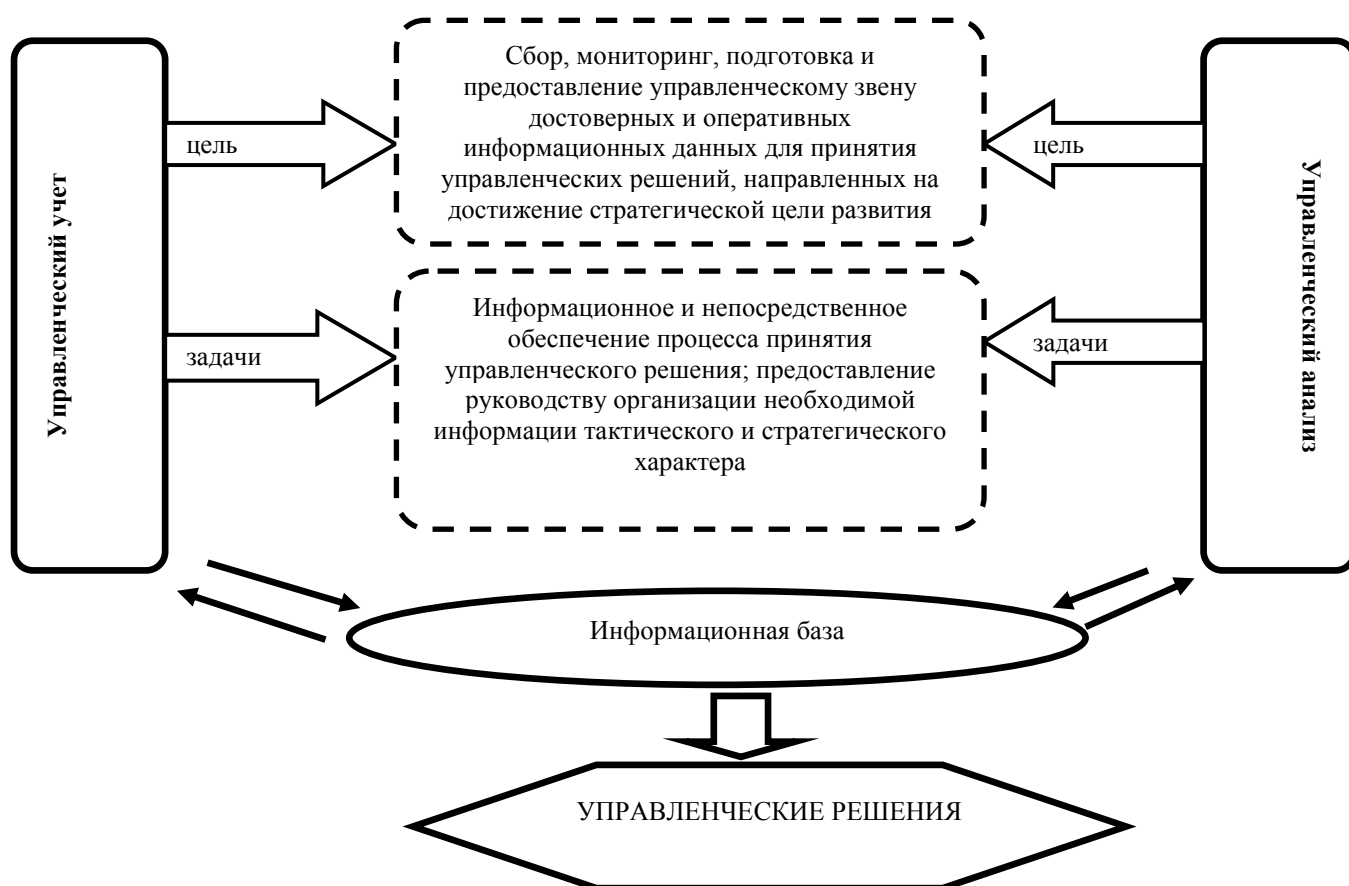 Управленческий учет
цель
Сбор, мониторинг, подготовка и
предоставление управленческому звену
достоверных и оперативных
информационных данных для принятия
управленческих решений, направленных на
достижение стратегической цели развития
цель
Управленческий анализ
задачи
Информационное и непосредственное
обеспечение процесса принятия
управленческого решения; предоставление
руководству организации необходимой
информации тактического и стратегического
характера
задачи
Информационная база
УПРАВЛЕНЧЕСКИЕ РЕШЕНИЯ